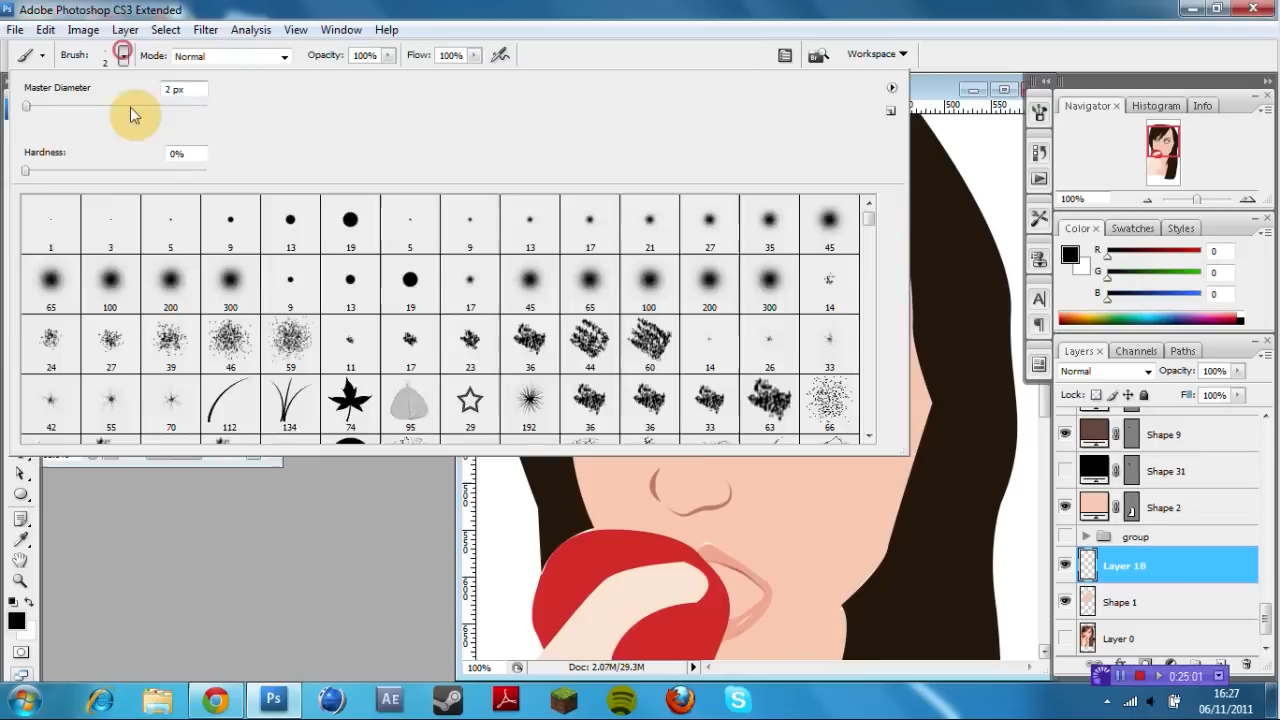 Adobe Photoshop CS3 Extended
File Edit Image Layer Select Filter Analysis View Window Help
Brush: 2 Mode: Normal Opacity: 100% Flow: 100% Workspace
Master Diameter 2 px
Hardness: 0%
1 3 5 9 13 19 5 9 13 17 21 27 35 45
65 100 200 300 9 13 19 17 45 65 100 200 300 14
24 27 39 46 59 11 17 23 36 44 60 14 26 33
42 55 70 112 134 74 95 29 192 36 36 33 63 66
500 550
Navigator Histogram Info
100%
Color Swatches Styles
R 0
G 0
B 0
Layers Channels Paths
Normal Opacity: 100%
Lock: Fill: 100%
Shape 9
Shape 31
Shape 2
group
Layer 18
Shape 1
Layer 0
100% Doc: 2.07M/29.3M
0:25:01
16:27
06/11/2011